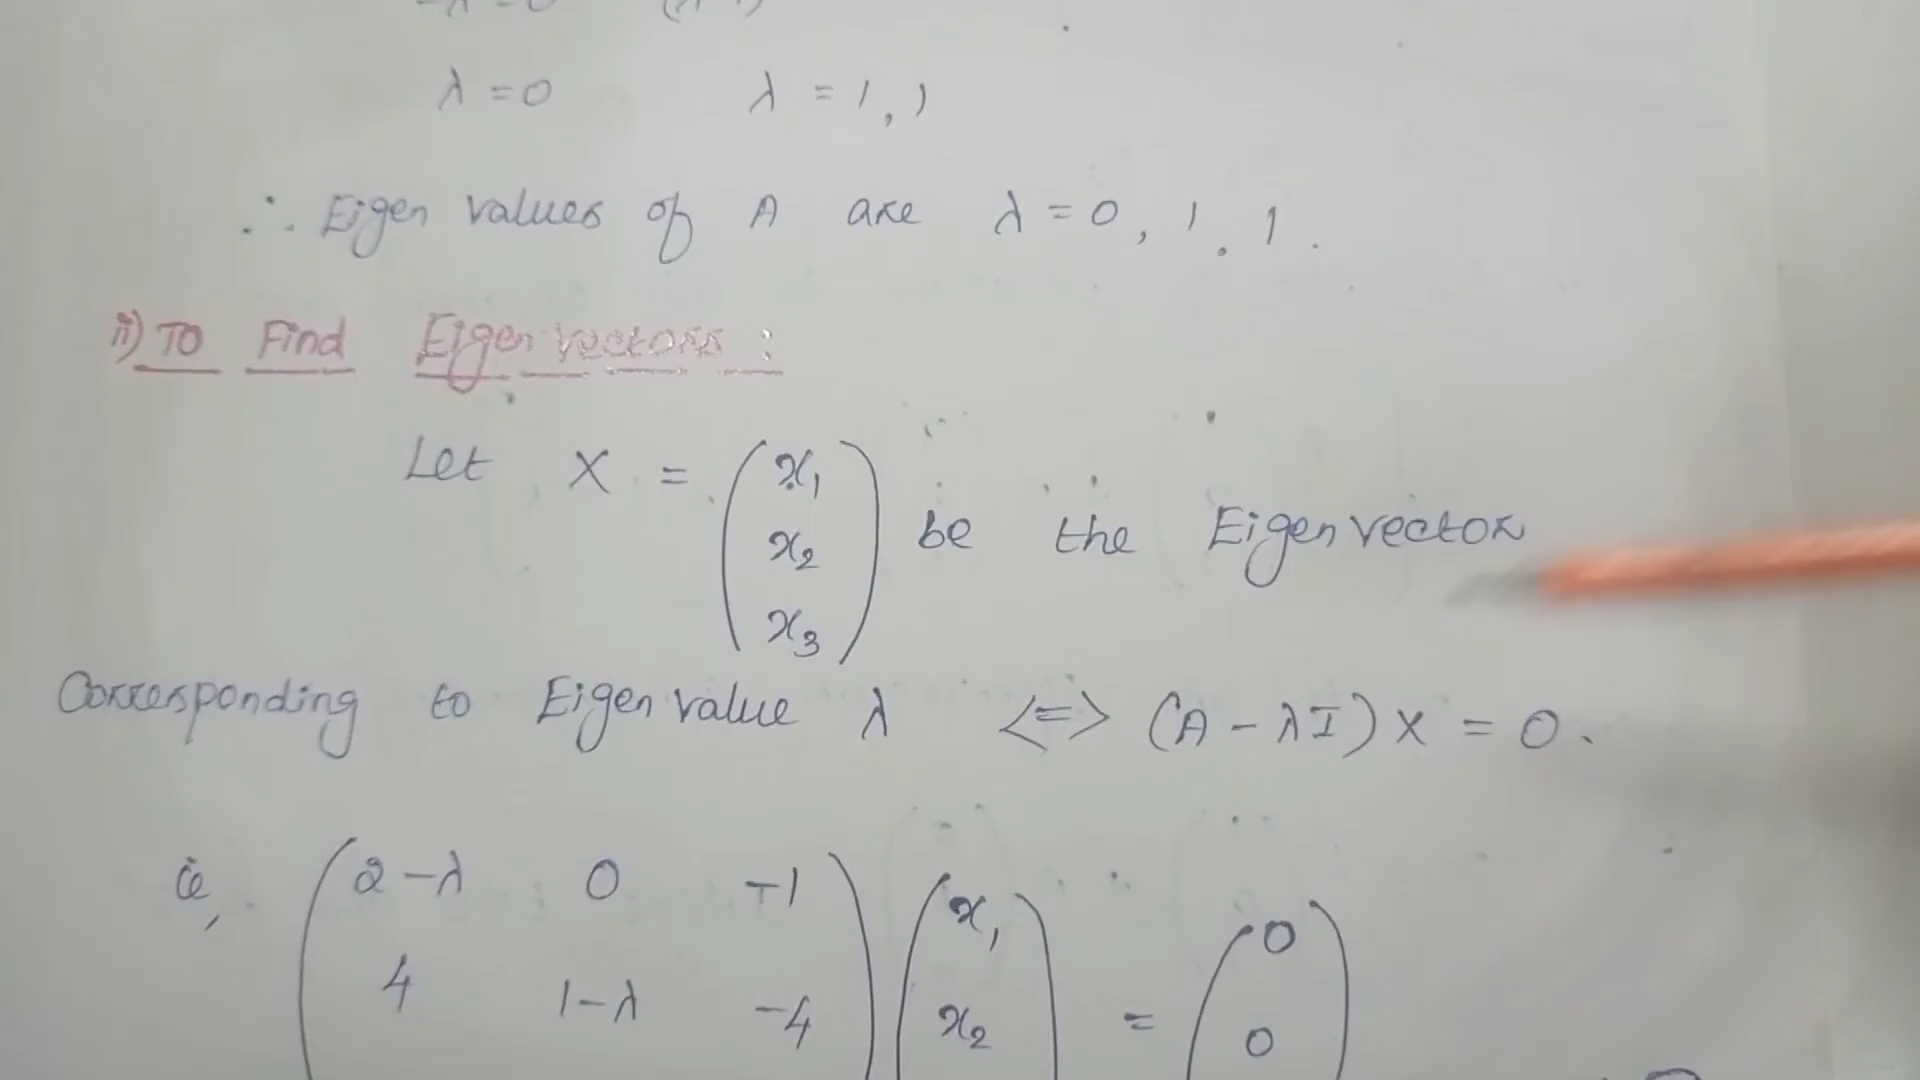 λ = 0 λ = 1, 1
∴ Eigen values of A are λ = 0, 1, 1.
ii) To Find Eigen vectors :
Let X = (x₁ x₂ x₃) be the Eigen vector
Corresponding to Eigen value λ <=> (A - λI) X = 0.
ie, (2-λ 0 -1) (x₁ = (0
4 1-λ -4 x₂ 0